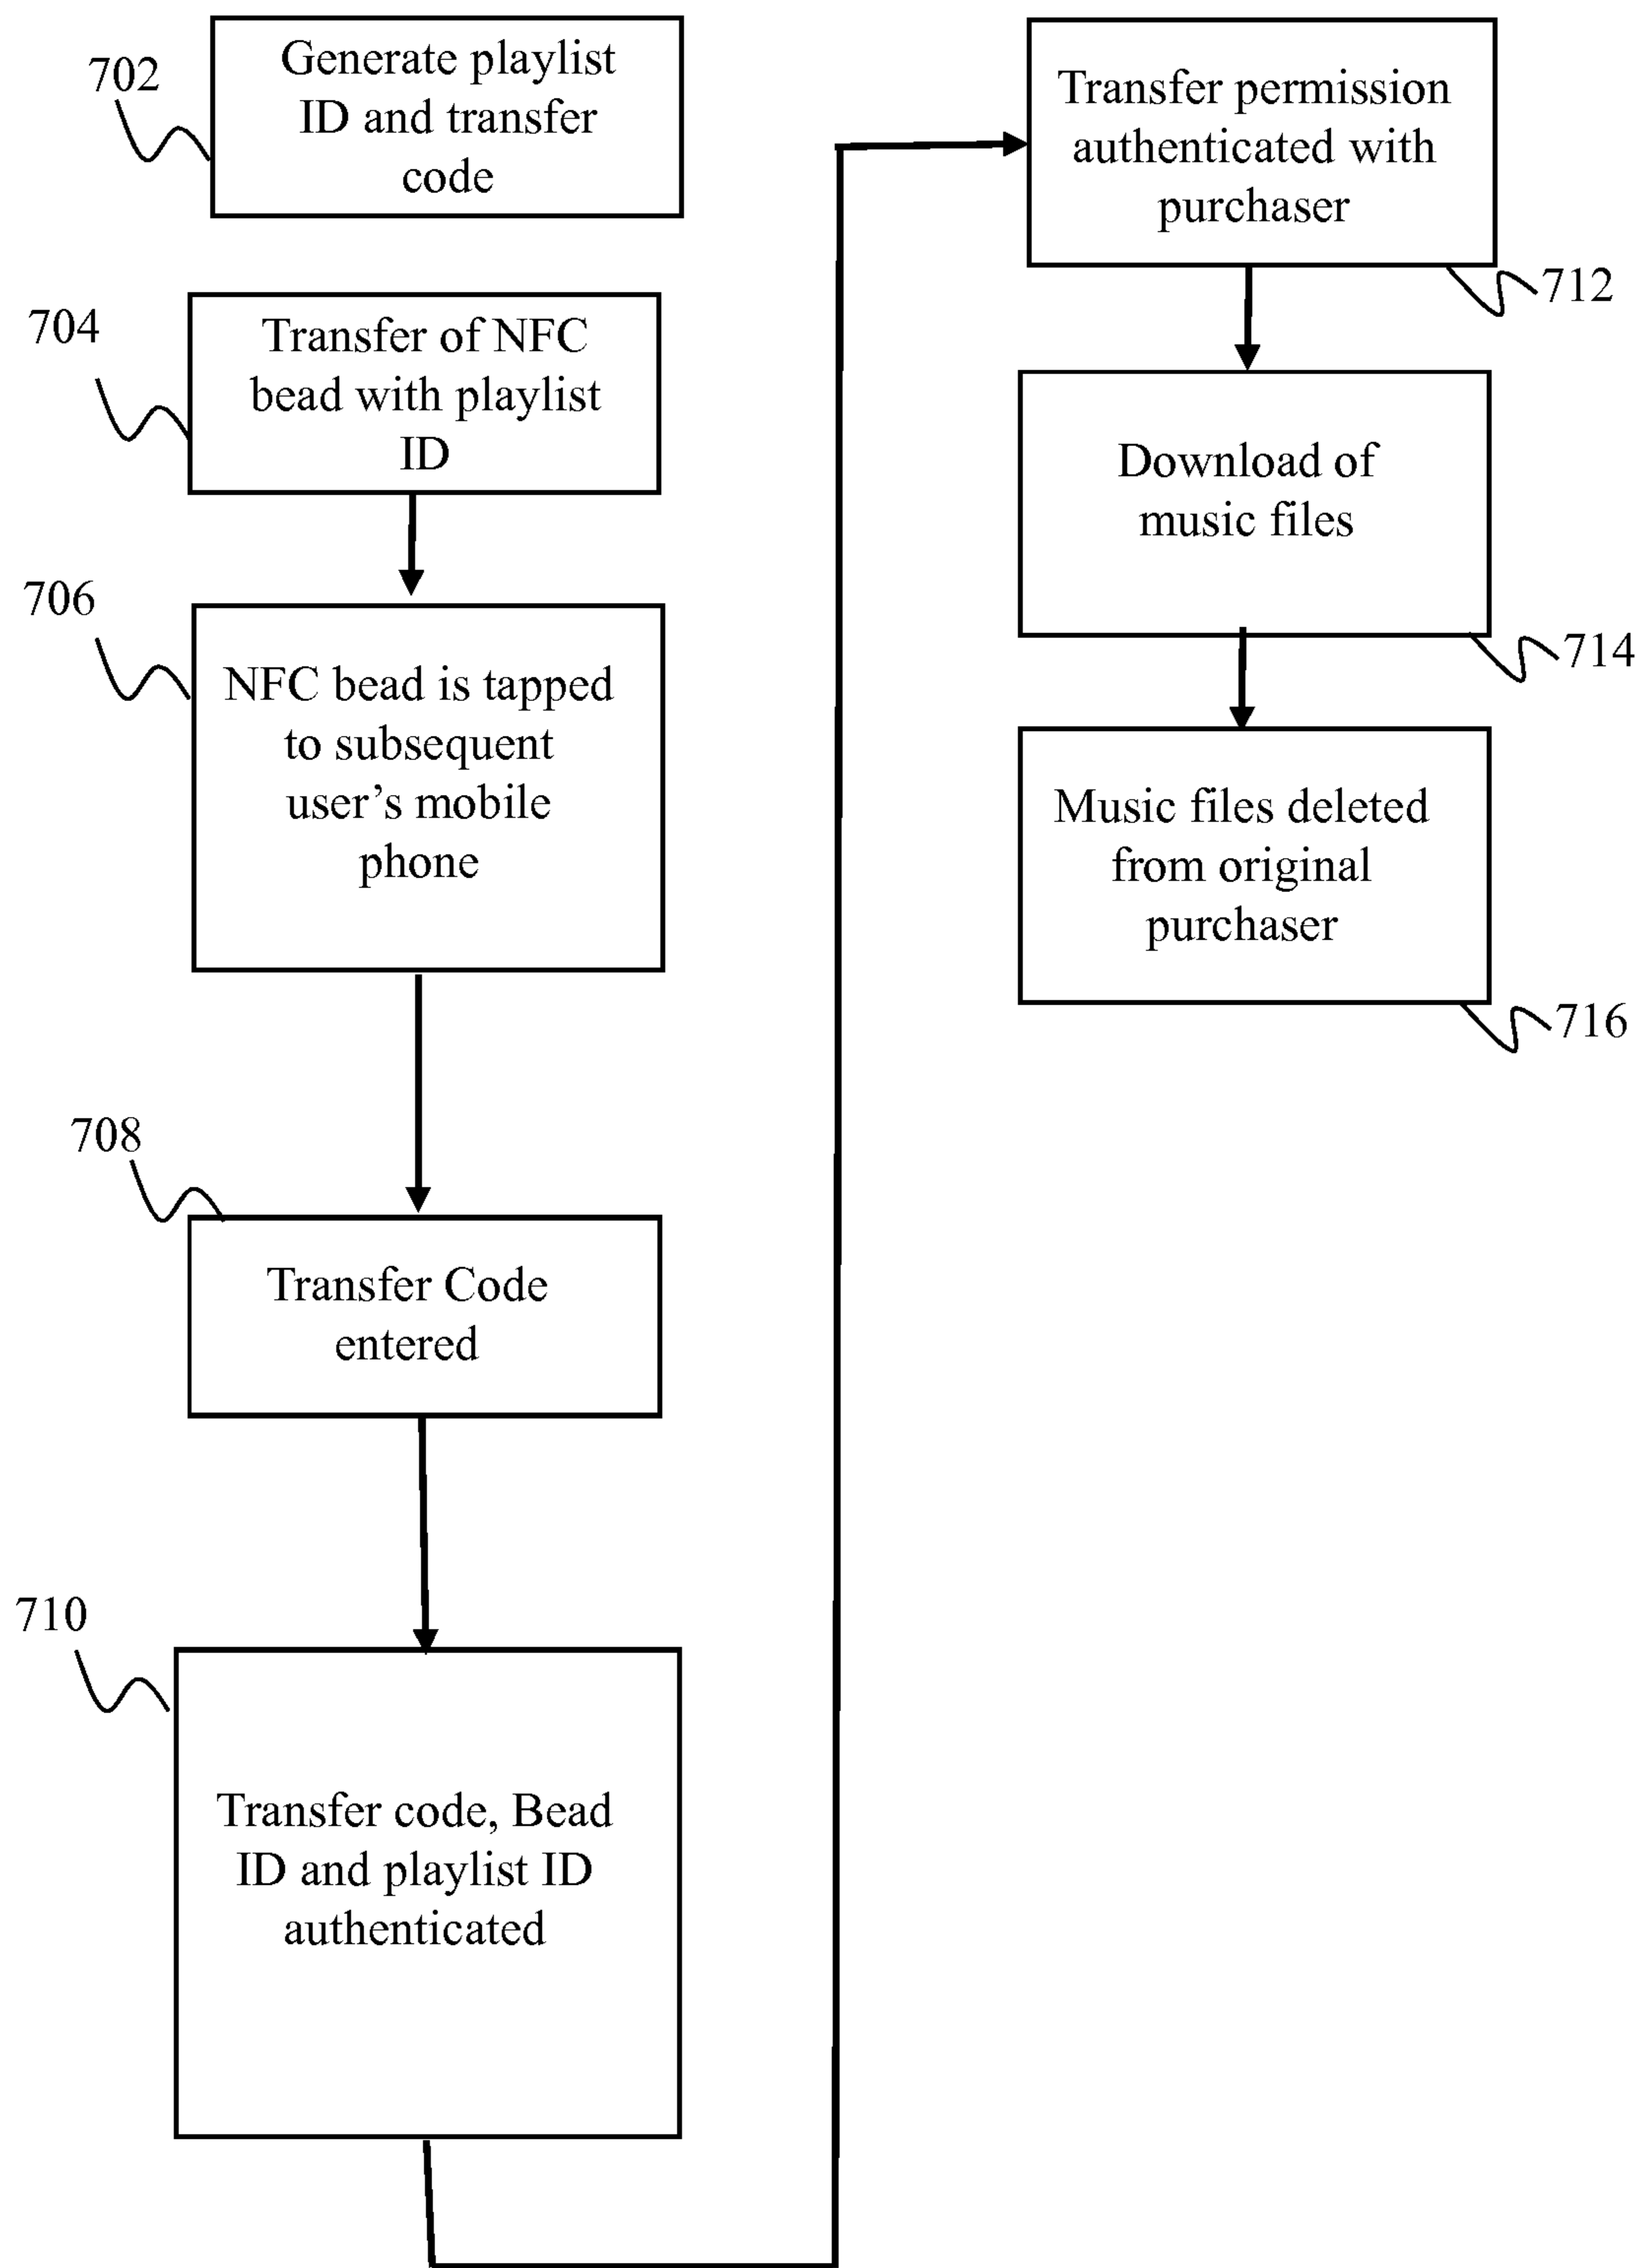 702
Generate playlist
ID and transfer
code
704
Transfer of NFC
bead with playlist
ID
706
NFC bead is tapped
to subsequent
user’s mobile
phone
708
Transfer Code
entered
710
Transfer code, Bead
ID and playlist ID
authenticated
Transfer permission
authenticated with
purchaser
712
Download of
music files
714
Music files deleted
from original
purchaser
716